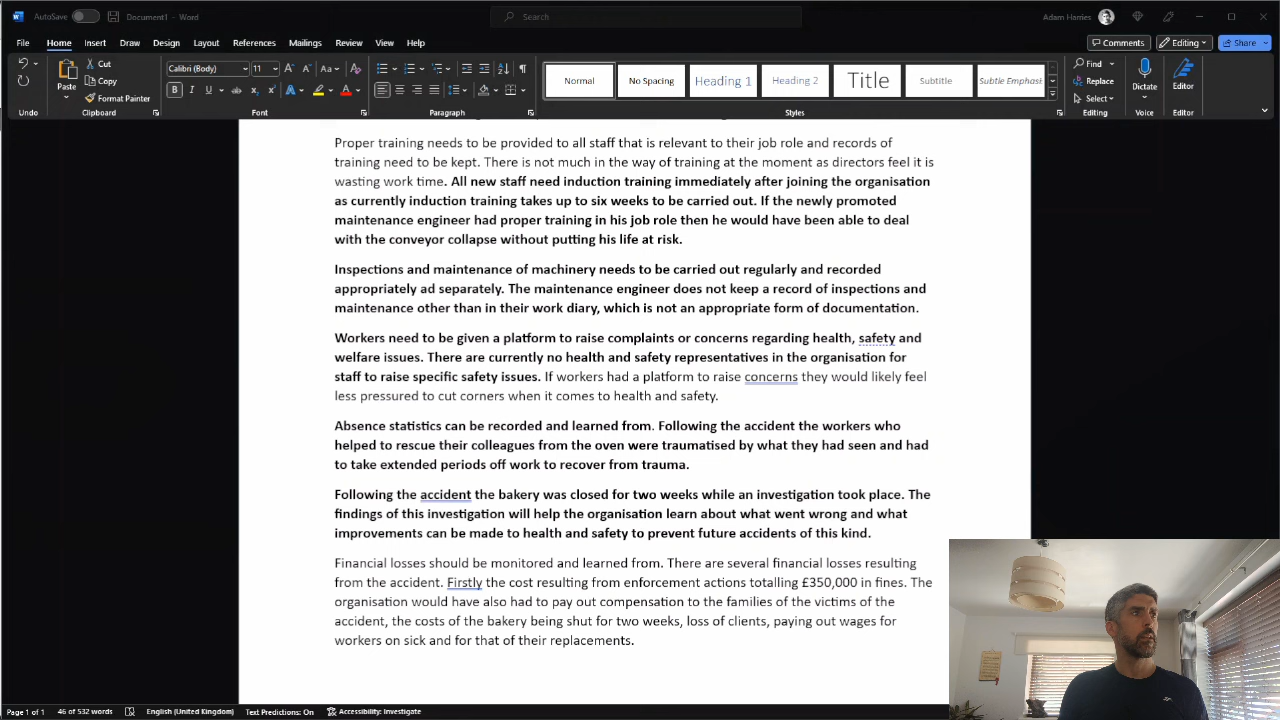 AutoSave
Document1 - Word
Search
Adam Harries
File Home Insert Draw Design Layout References Mailings Review View Help
Comments Editing Share
Paste
Cut
Copy
Format Painter
Calibri (Body) 11
Normal
No Spacing
Heading 1
Heading 2
Title
Subtitle
Subtle Emphasi
Find
Replace
Select
Dictate
Editor
Undo Clipboard Font Paragraph Styles Editing Voice Editor
Proper training needs to be provided to all staff that is relevant to their job role and records of
training need to be kept. There is not much in the way of training at the moment as directors feel it is
wasting work time. All new staff need induction training immediately after joining the organisation
as currently induction training takes up to six weeks to be carried out. If the newly promoted
maintenance engineer had proper training in his job role then he would have been able to deal
with the conveyor collapse without putting his life at risk.
Inspections and maintenance of machinery needs to be carried out regularly and recorded
appropriately ad separately. The maintenance engineer does not keep a record of inspections and
maintenance other than in their work diary, which is not an appropriate form of documentation.
Workers need to be given a platform to raise complaints or concerns regarding health, safety and
welfare issues. There are currently no health and safety representatives in the organisation for
staff to raise specific safety issues. If workers had a platform to raise concerns they would likely feel
less pressured to cut corners when it comes to health and safety.
Absence statistics can be recorded and learned from. Following the accident the workers who
helped to rescue their colleagues from the oven were traumatised by what they had seen and had
to take extended periods off work to recover from trauma.
Following the accident the bakery was closed for two weeks while an investigation took place. The
findings of this investigation will help the organisation learn about what went wrong and what
improvements can be made to health and safety to prevent future accidents of this kind.
Financial losses should be monitored and learned from. There are several financial losses resulting
from the accident. Firstly the cost resulting from enforcement actions totalling £350,000 in fines. The
organisation would have also had to pay out compensation to the families of the victims of the
accident, the costs of the bakery being shut for two weeks, loss of clients, paying out wages for
workers on sick and for that of their replacements.
Page 1 of 1 46 of 532 words English (United Kingdom) Text Predictions: On Accessibility: Investigate